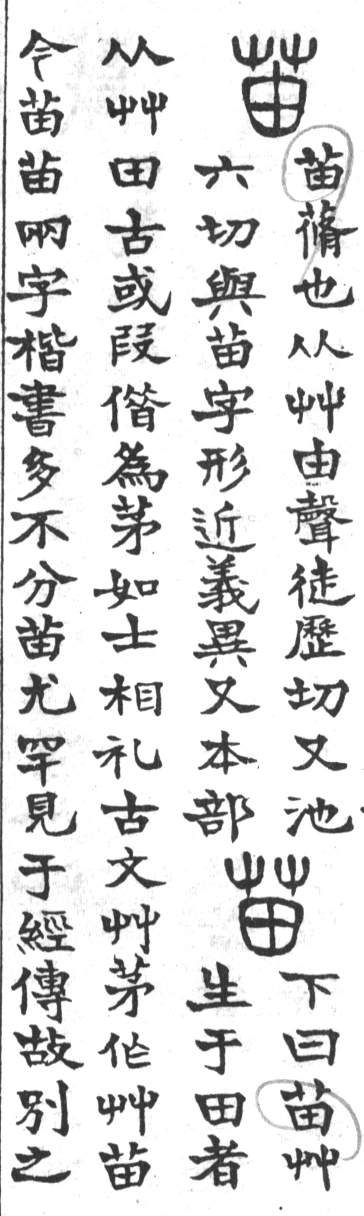 苖
苖蓨也从艸由聲徒歷切又池
六切與苗字形近義異又本部
苗
下曰苗艸
生于田者
从艸田古或叚借為茅如士相礼古文艸茅作艸苗
今苗苖兩字楷書多不分苖尤罕見于經傳故别之